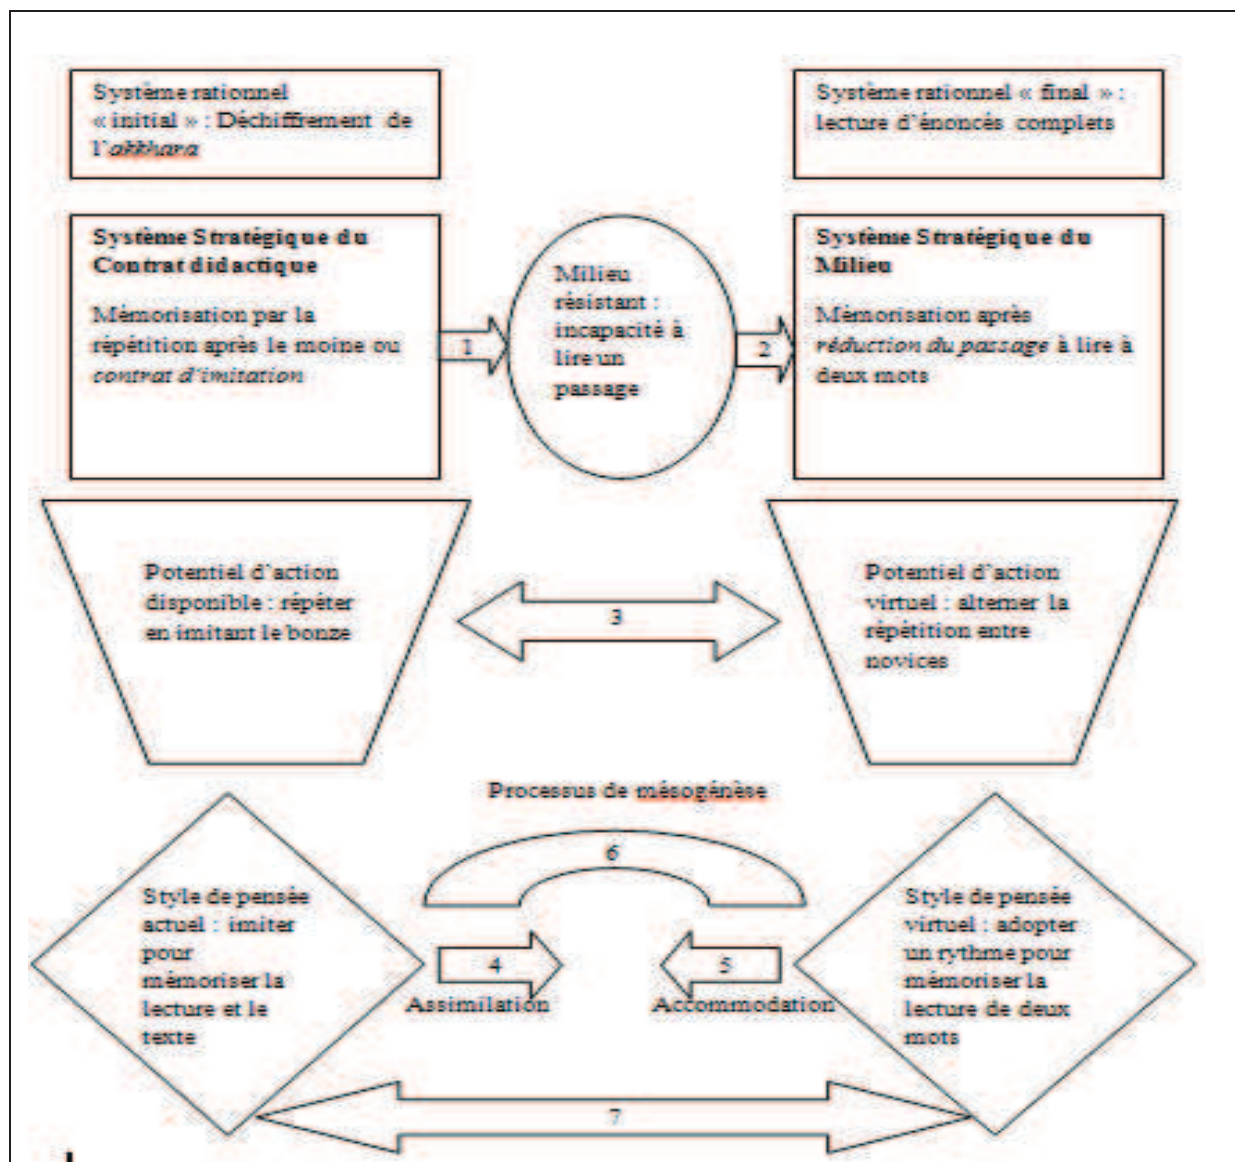 Système rationnel
« initial » : Déchiffrement de
l'akkhara
Système rationnel « final » :
lecture d'énoncés complets
Système Stratégique du
Contrat didactique
Mémorisation par la
répétition après le moine ou
contrat d'imitation
1
Milieu
résistant :
incapacité à
lire un
passage
2
Système Stratégique du
Milieu
Mémorisation après
réduction du passage à lire à
deux mots
Potentiel d'action
disponible : répéter
en imitant le bonze
3
Potentiel d'action
virtuel : alterner la
répétition entre
novices
Processus de mésogénèse
6
Style de pensée
actuel : imiter
pour
mémoriser la
lecture et le
texte
4
Assimilation
5
Accommodation
Style de pensée
virtuel : adopter
un rythme pour
mémoriser la
lecture de deux
mots
7